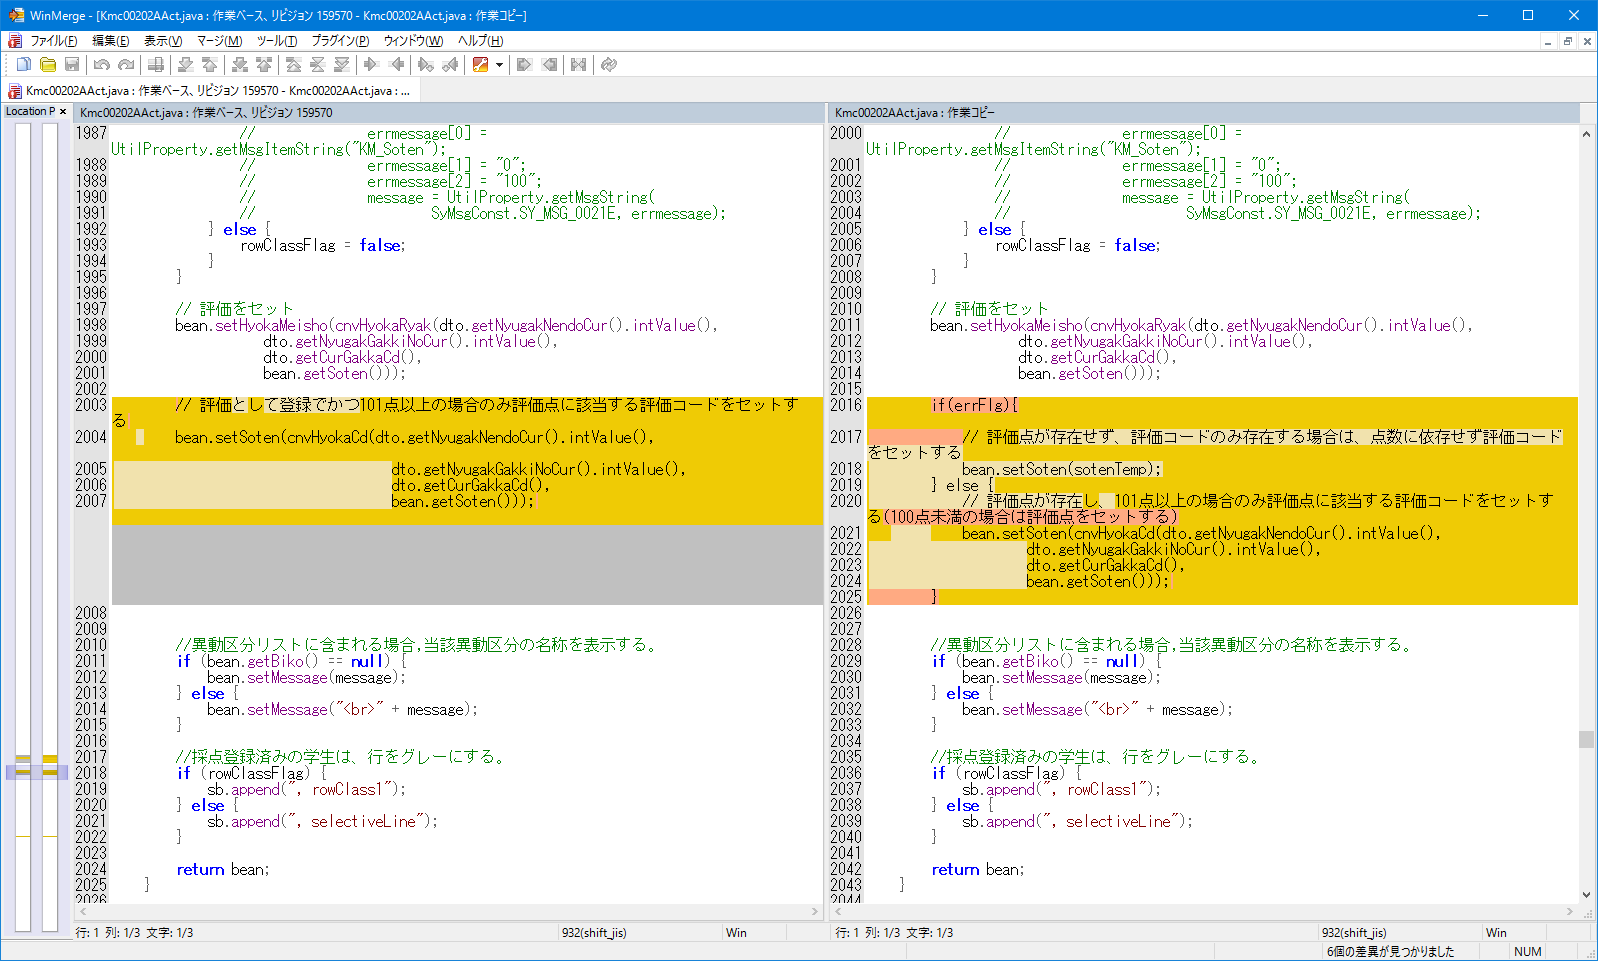 WinMerge - [Kmc00202AAct.java : 作業ベース、リビジョン 159570 - Kmc00202AAct.java : 作業コピー]
ファイル(F) 編集(E) 表示(V) マージ(M) ツール(T) プラグイン(P) ウィンドウ(W) ヘルプ(H)
Kmc00202AAct.java : 作業ベース、リビジョン 159570 - Kmc00202AAct.java : ...
Location P
Kmc00202AAct.java : 作業ベース、リビジョン 159570
1987 // errmessage[0] =
UtilProperty.getMsgItemString("KM_Soten");
1988 // errmessage[1] = "0";
1989 // errmessage[2] = "100";
1990 // message = UtilProperty.getMsgString(
1991 // SyMsgConst.SY_MSG_0021E, errmessage);
1992 } else {
1993 rowClassFlag = false;
1994 }
1995 }
1996
1997 // 評価をセット
1998 bean.setHyokaMeisho(cnvHyokaRyak(dto.getNyugakNendoCur().intValue(),
1999 dto.getNyugakGakkiNoCur().intValue(),
2000 dto.getCurGakkaCd(),
2001 bean.getSoten()));
2002
2003 // 評価として登録でかつ101点以上の場合のみ評価点に該当する評価コードをセットす
る
2004 bean.setSoten(cnvHyokaCd(dto.getNyugakNendoCur().intValue(),
2005 dto.getNyugakGakkiNoCur().intValue(),
2006 dto.getCurGakkaCd(),
2007 bean.getSoten()));
2008
2009
2010 //異動区分リストに含まれる場合,当該異動区分の名称を表示する。
2011 if (bean.getBiko() == null) {
2012 bean.setMessage(message);
2013 } else {
2014 bean.setMessage("<br>" + message);
2015 }
2016
2017 //採点登録済みの学生は、行をグレーにする。
2018 if (rowClassFlag) {
2019 sb.append(", rowClass1");
2020 } else {
2021 sb.append(", selectiveLine");
2022 }
2023
2024 return bean;
2025 }
2026
行: 1 列: 1/3 文字: 1/3 932(shift_jis) Win
Kmc00202AAct.java : 作業コピー
2000 // errmessage[0] =
UtilProperty.getMsgItemString("KM_Soten");
2001 // errmessage[1] = "0";
2002 // errmessage[2] = "100";
2003 // message = UtilProperty.getMsgString(
2004 // SyMsgConst.SY_MSG_0021E, errmessage);
2005 } else {
2006 rowClassFlag = false;
2007 }
2008 }
2009
2010 // 評価をセット
2011 bean.setHyokaMeisho(cnvHyokaRyak(dto.getNyugakNendoCur().intValue(),
2012 dto.getNyugakGakkiNoCur().intValue(),
2013 dto.getCurGakkaCd(),
2014 bean.getSoten()));
2015
2016 if(errFlg){
2017 // 評価点が存在せず、評価コードのみ存在する場合は、点数に依存せず評価コード
をセットする
2018 bean.setSoten(sotenTemp);
2019 } else {
2020 // 評価点が存在し、101点以上の場合のみ評価点に該当する評価コードをセットす
る(100点未満の場合は評価点をセットする)
2021 bean.setSoten(cnvHyokaCd(dto.getNyugakNendoCur().intValue(),
2022 dto.getNyugakGakkiNoCur().intValue(),
2023 dto.getCurGakkaCd(),
2024 bean.getSoten()));
2025 }
2026
2027
2028 //異動区分リストに含まれる場合,当該異動区分の名称を表示する。
2029 if (bean.getBiko() == null) {
2030 bean.setMessage(message);
2031 } else {
2032 bean.setMessage("<br>" + message);
2033 }
2034
2035 //採点登録済みの学生は、行をグレーにする。
2036 if (rowClassFlag) {
2037 sb.append(", rowClass1");
2038 } else {
2039 sb.append(", selectiveLine");
2040 }
2041
2042 return bean;
2043 }
2044
行: 1 列: 1/3 文字: 1/3 932(shift_jis) Win
6個の差異が見つかりました NUM